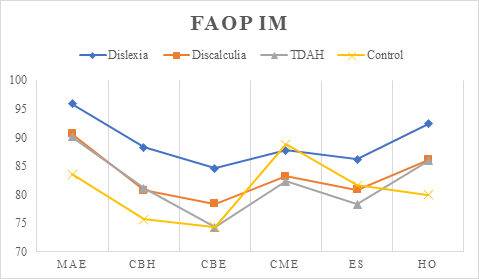 FAOP IM
Dislexia Discalculia TDAH Control
100
95
90
85
80
75
70
MAE CBH CBE CME ES HO